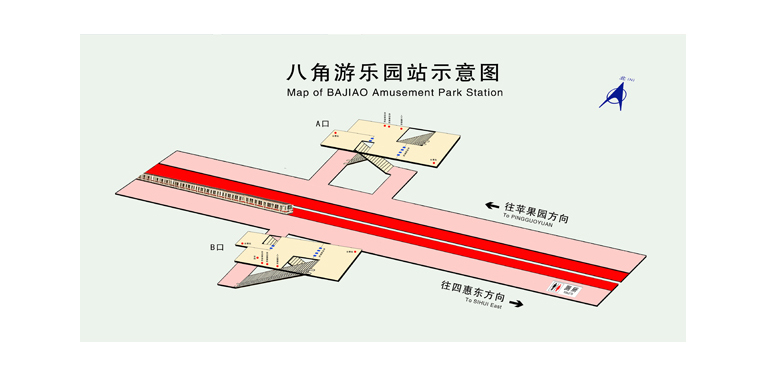 八角游乐园站示意图
Map of BAJIAO Amusement Park Station
北
A口
往苹果园方向
To PINGGUOYUAN
B口
往四惠东方向
To SIHUI East